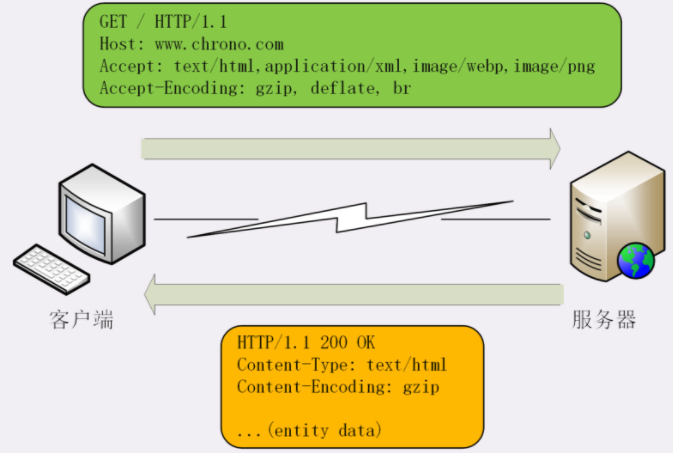 GET / HTTP/1.1
Host: www.chrono.com
Accept: text/html,application/xml,image/webp,image/png
Accept-Encoding: gzip, deflate, br
客户端
服务器
HTTP/1.1 200 OK
Content-Type: text/html
Content-Encoding: gzip
...(entity data)